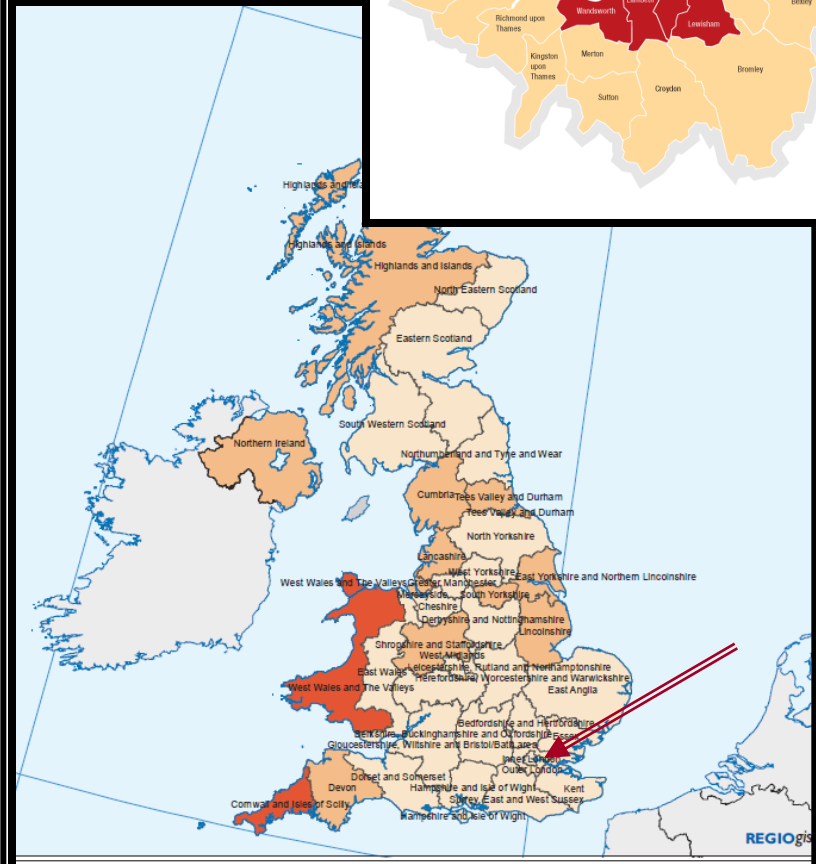 Lambeth
Bexley
Wandsworth
Lewisham
Richmond upon
Thames
Merton
Kingston
upon
Thames
Bromley
Croydon
Sutton
Highlands and Isla
Highlands and Islands
Highlands and Islands
North Eastern Scotland
Eastern Scotland
South Western Scotland
Northern Ireland
Northumberland and Tyne and Wear
Cumbria
Tees Valley and Durham
Tees Valley and Durham
North Yorkshire
Lancashire
West Yorkshire
East Yorkshire and Northern Lincolnshire
West Wales and The Valleys
Greater Manchester
Merseyside
South Yorkshire
Cheshire
Derbyshire and Nottinghamshire
Lincolnshire
Shropshire and Staffordshire
West Midlands
Leicestershire, Rutland and Northamptonshire
East Wales
Herefordshire, Worcestershire and Warwickshire
West Wales and The Valleys
East Anglia
Bedfordshire and Hertfordshire
Berkshire, Buckinghamshire and Oxfordshire
Essex
Gloucestershire, Wiltshire and Bristol/Bath area
Inner London
Outer London
Dorset and Somerset
Devon
Hampshire and Isle of Wight
Kent
Surrey, East and West Sussex
Cornwall and Isles of Scilly
Hampshire and Isle of Wight
REGIOgis